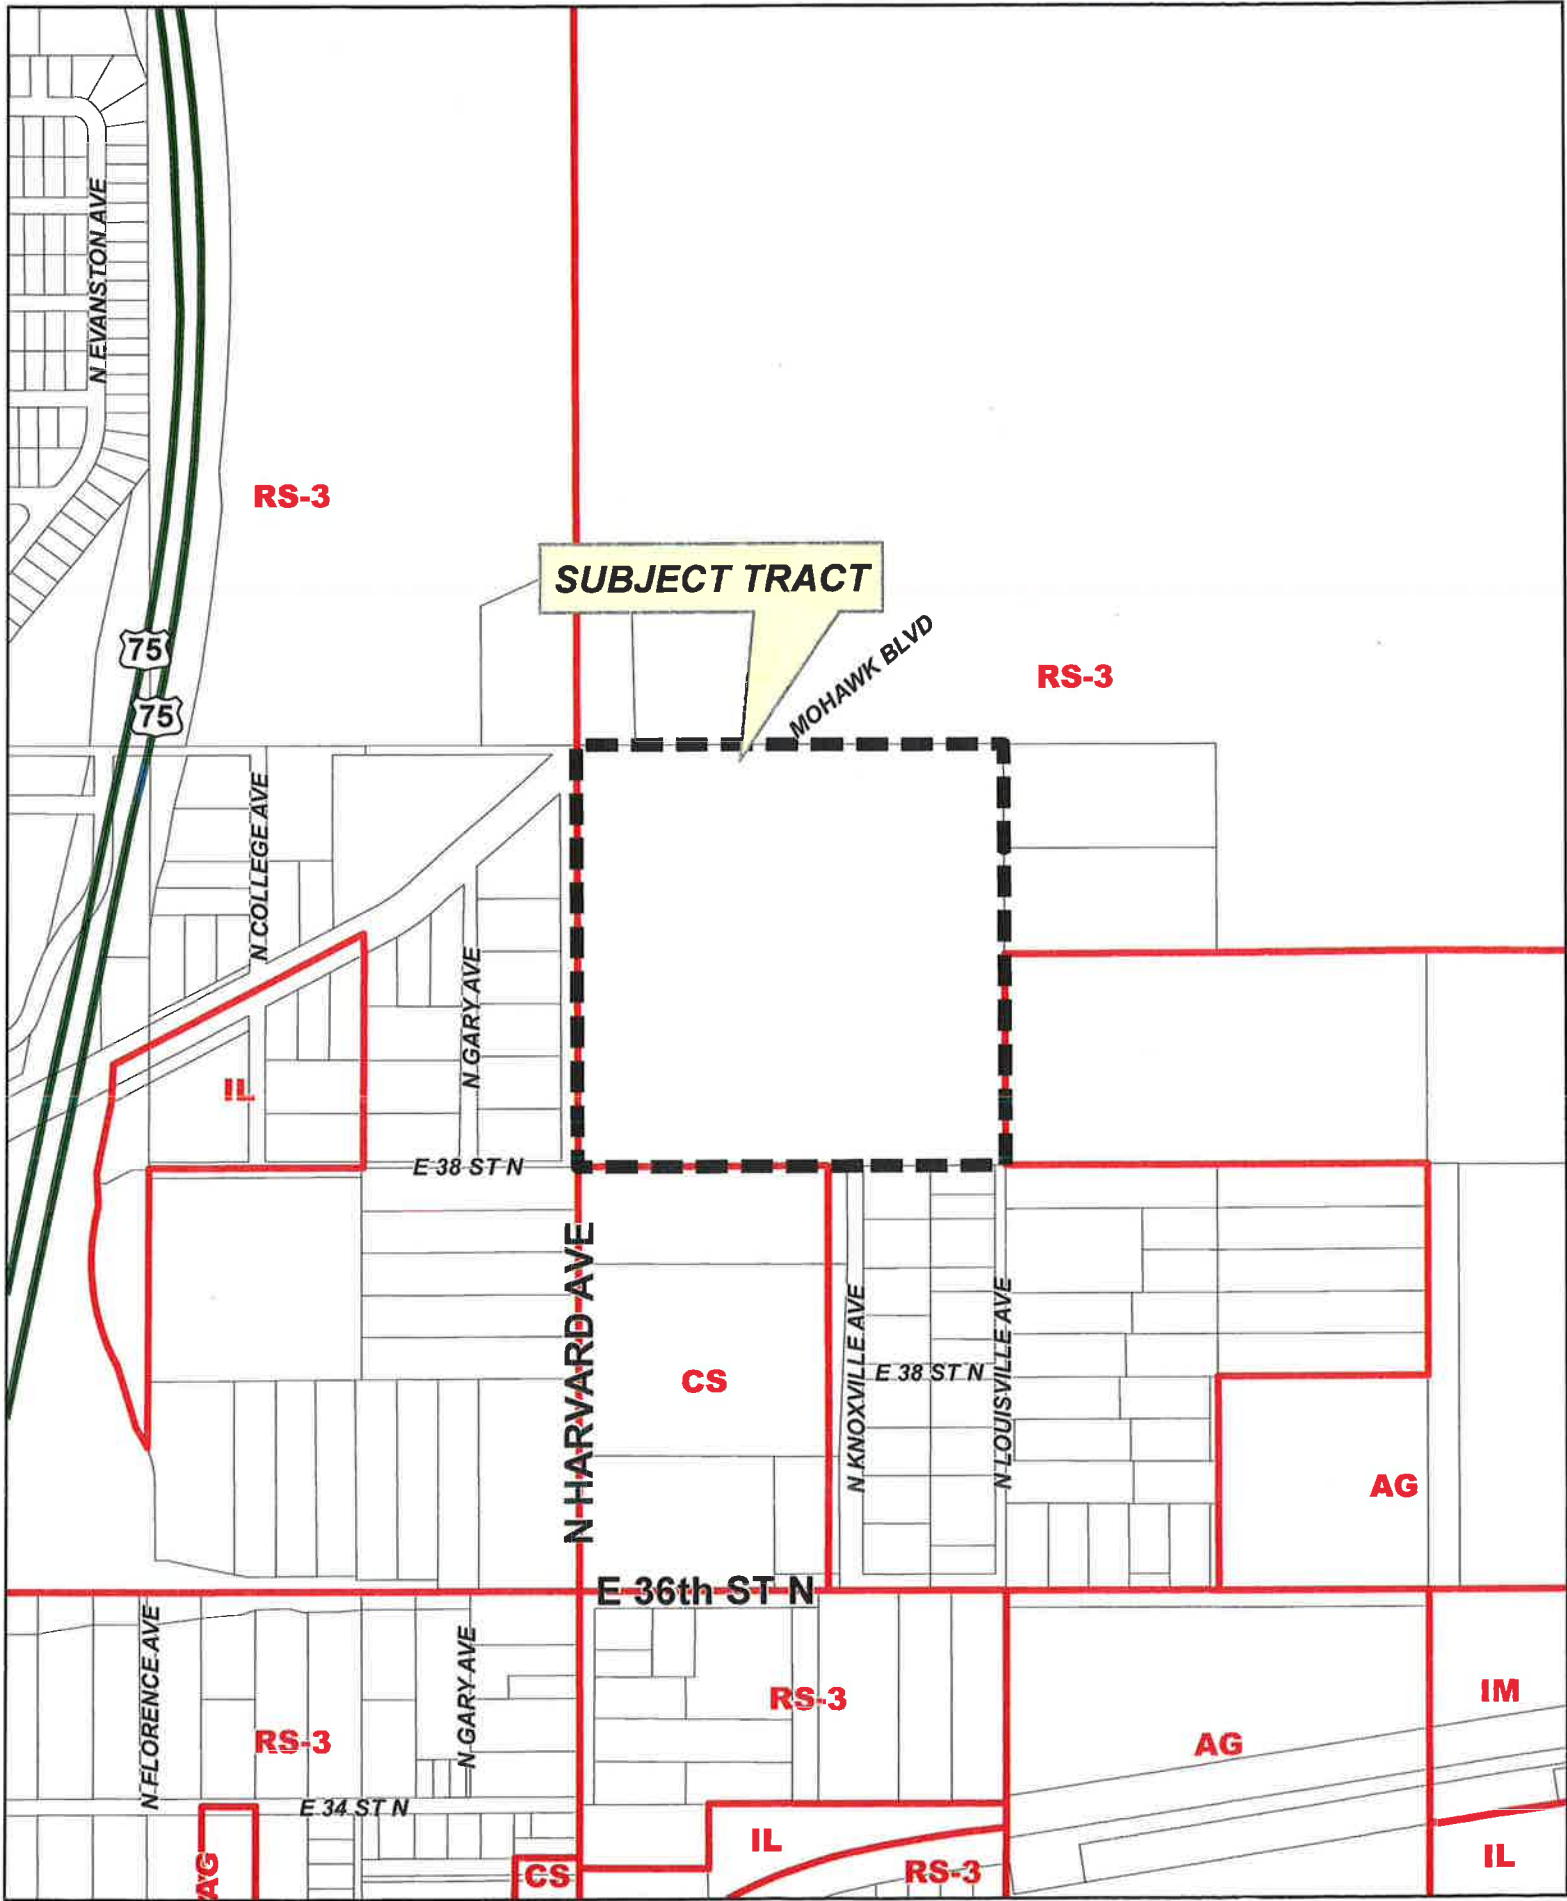 N EVANSTON AVE
RS-3
SUBJECT TRACT
MOHAWK BLVD
RS-3
75
75
N COLLEGE AVE
N GARY AVE
IL
E 38 ST N
N HARVARD AVE
CS
N KNOXVILLE AVE
E 38 ST N
N LOUISVILLE AVE
AG
E 36th ST N
N FLORENCE AVE
RS-3
N GARY AVE
RS-3
AG
IM
E 34 ST N
AG
CS
IL
RS-3
IL